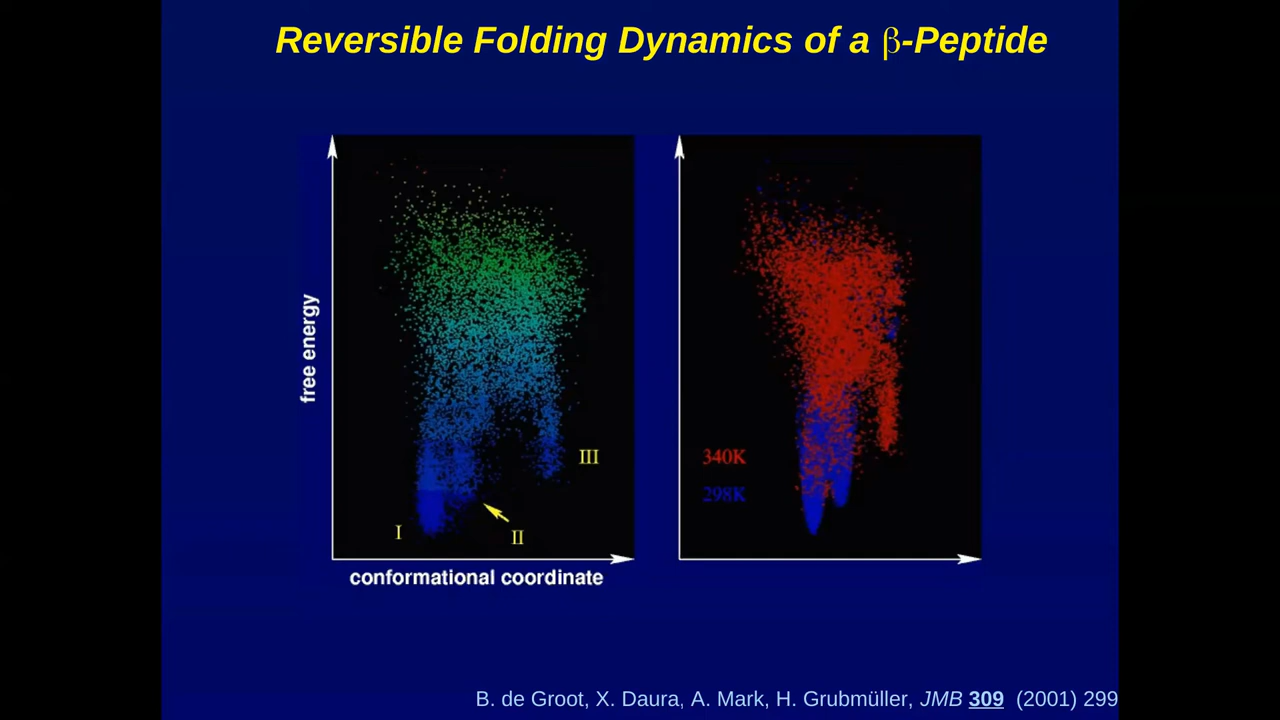 Reversible Folding Dynamics of a β-Peptide
free energy
I
II
III
conformational coordinate
340K
298K
B. de Groot, X. Daura, A. Mark, H. Grubmüller, JMB 309 (2001) 299